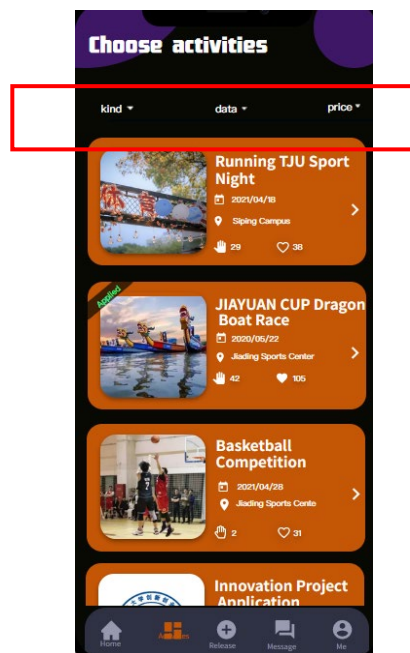 Choose activities
kind
data
price
Running TJU Sport
Night
2021/04/18
Siping Campus
29
38
Applied
JIAYUAN CUP Dragon
Boat Race
2020/05/22
Jiading Sports Center
42
105
Basketball
Competition
2021/04/28
Jiading Sports Cente
2
31
Innovation Project
Application
Home
Release
Message
Me